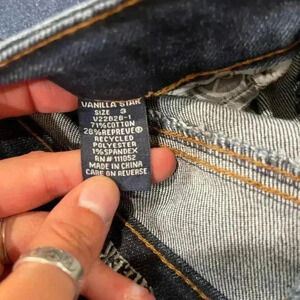 VANILLA STAR
SIZE 3
V22026-1
71%COTTON
28%REPREVE®
RECYCLED
POLYESTER
1%SPANDEX
RN# 111052
MADE IN CHINA
CARE ON REVERSE